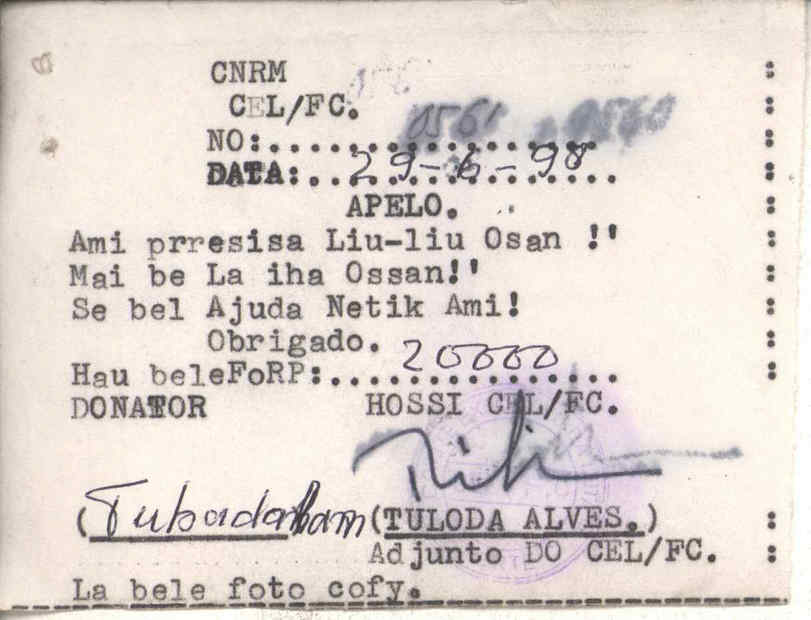 CNRM
CEL/FC.
NO:.................. 0561
DATA:.................. 29-6-98
APELO.
Ami prresisa Liu-liu Osan !'
Mai be La iha Ossan!'
Se bel Ajuda Netik Ami!
Obrigado.
Hau beleFoRP:.................. 20000
DONATOR HOSSI CEL/FC.
( (TULODA ALVES.)
Adjunto DO CEL/FC.
La bele foto cofy.